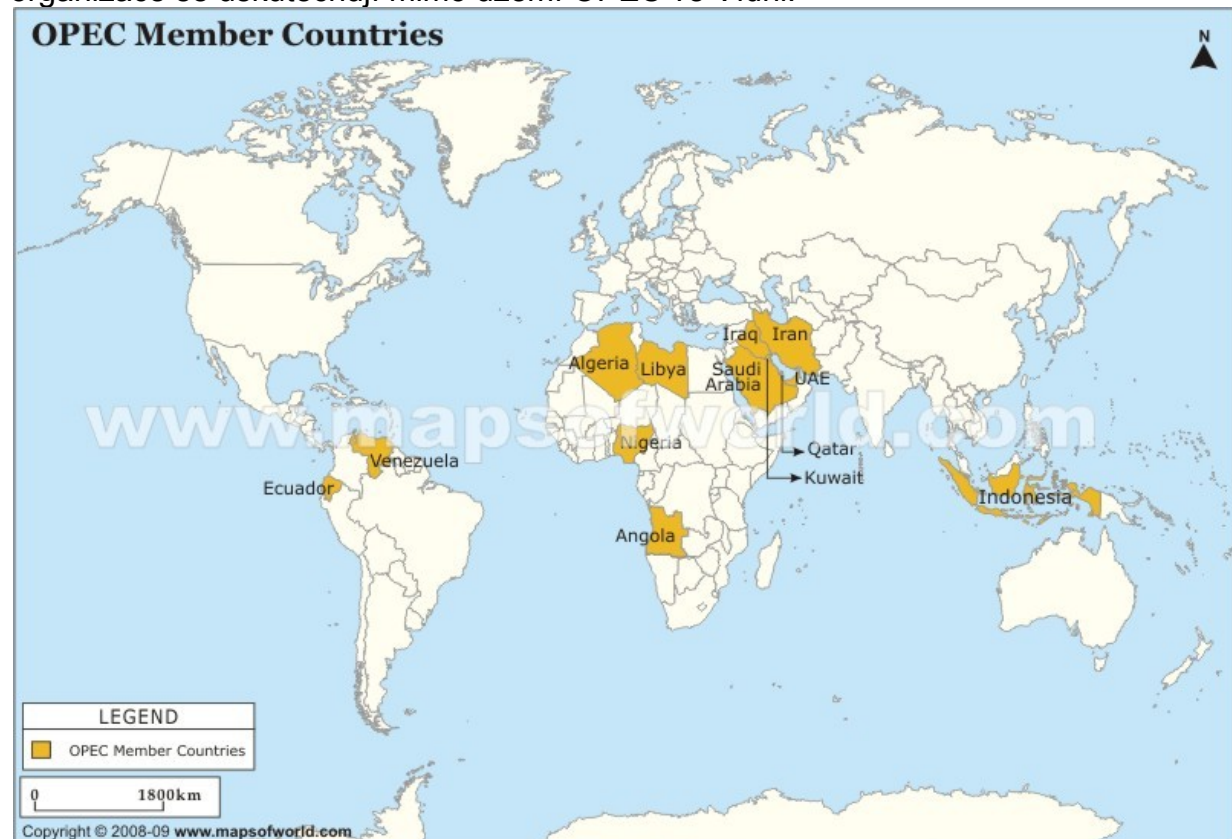 OPEC Member Countries
N
Iraq
Iran
Algeria
Libya
Saudi
Arabia
UAE
www.mapsofworld.com
Nigeria
Qatar
Venezuela
Kuwait
Ecuador
Indonesia
Angola
LEGEND
OPEC Member Countries
0 1800km
Copyright © 2008-09 www.mapsofworld.com